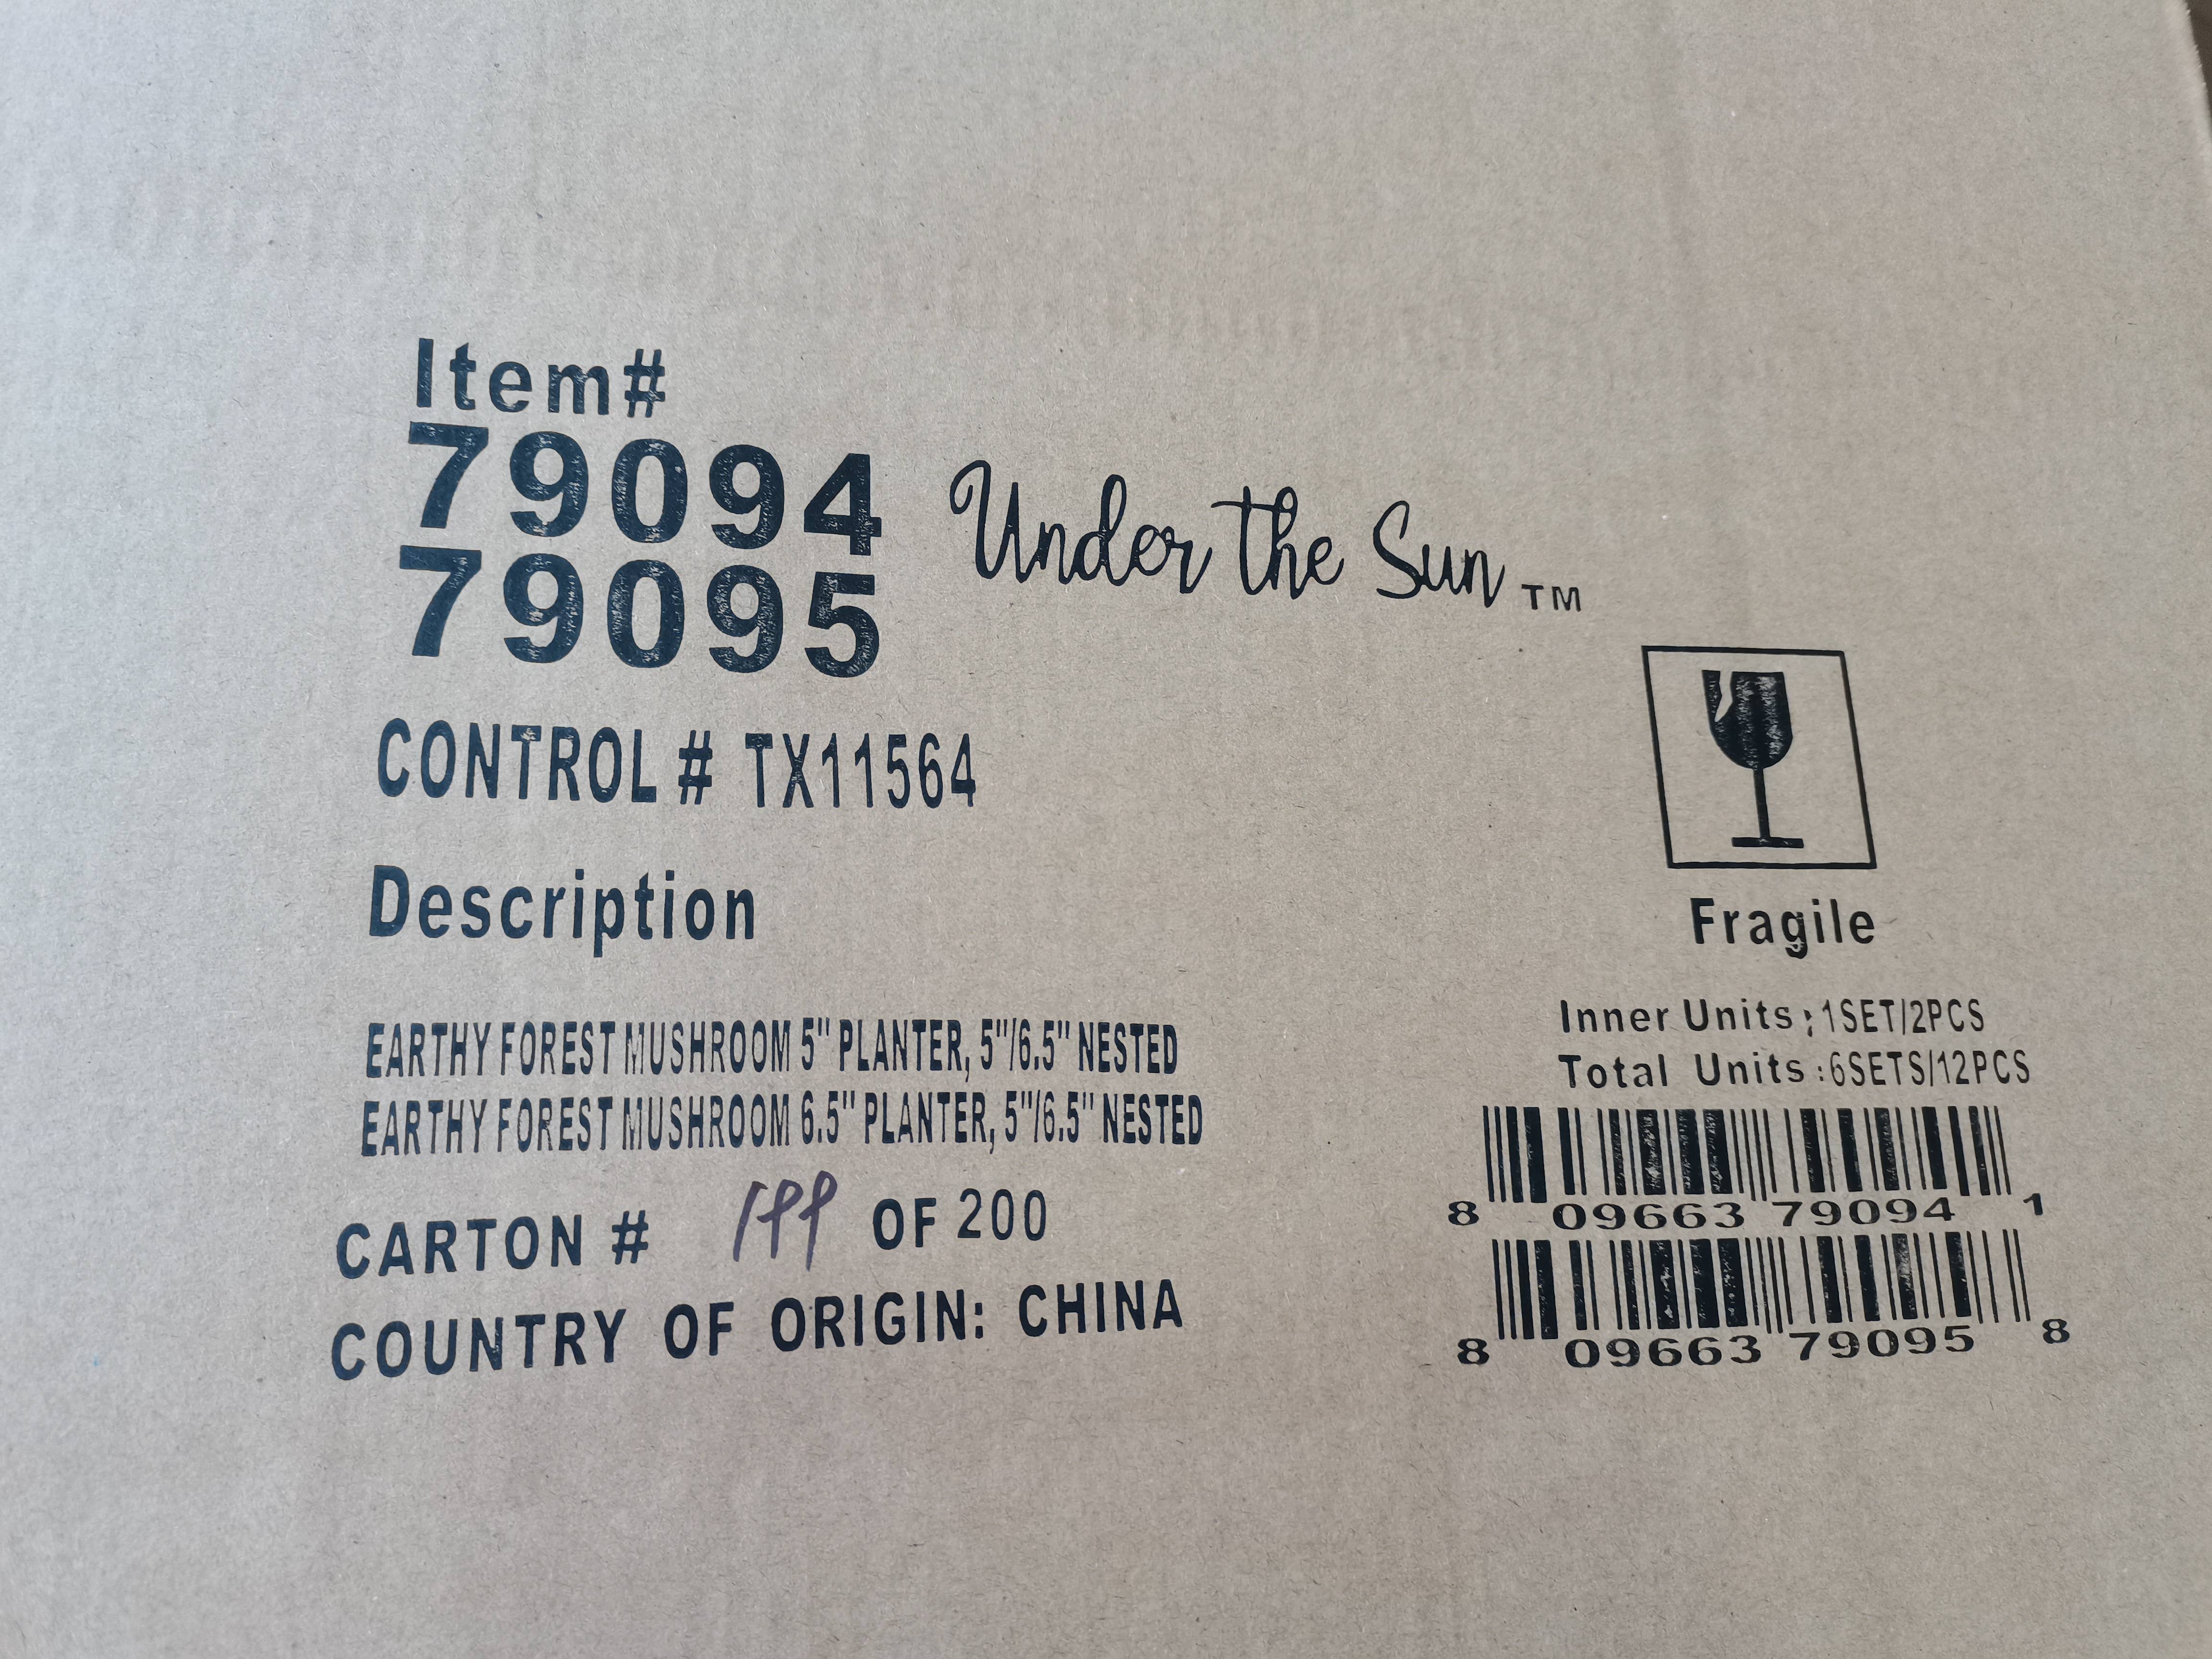 Item#
79094
79095
Under the Sun TM
CONTROL # TX11564
Description
EARTHY FOREST MUSHROOM 5" PLANTER, 5"/6.5" NESTED
EARTHY FOREST MUSHROOM 6.5" PLANTER, 5"/6.5" NESTED
CARTON # 199 OF 200
COUNTRY OF ORIGIN: CHINA
Fragile
Inner Units:1SET/2PCS
Total Units:6SETS/12PCS
8 09663 79094 1
8 09663 79095 8